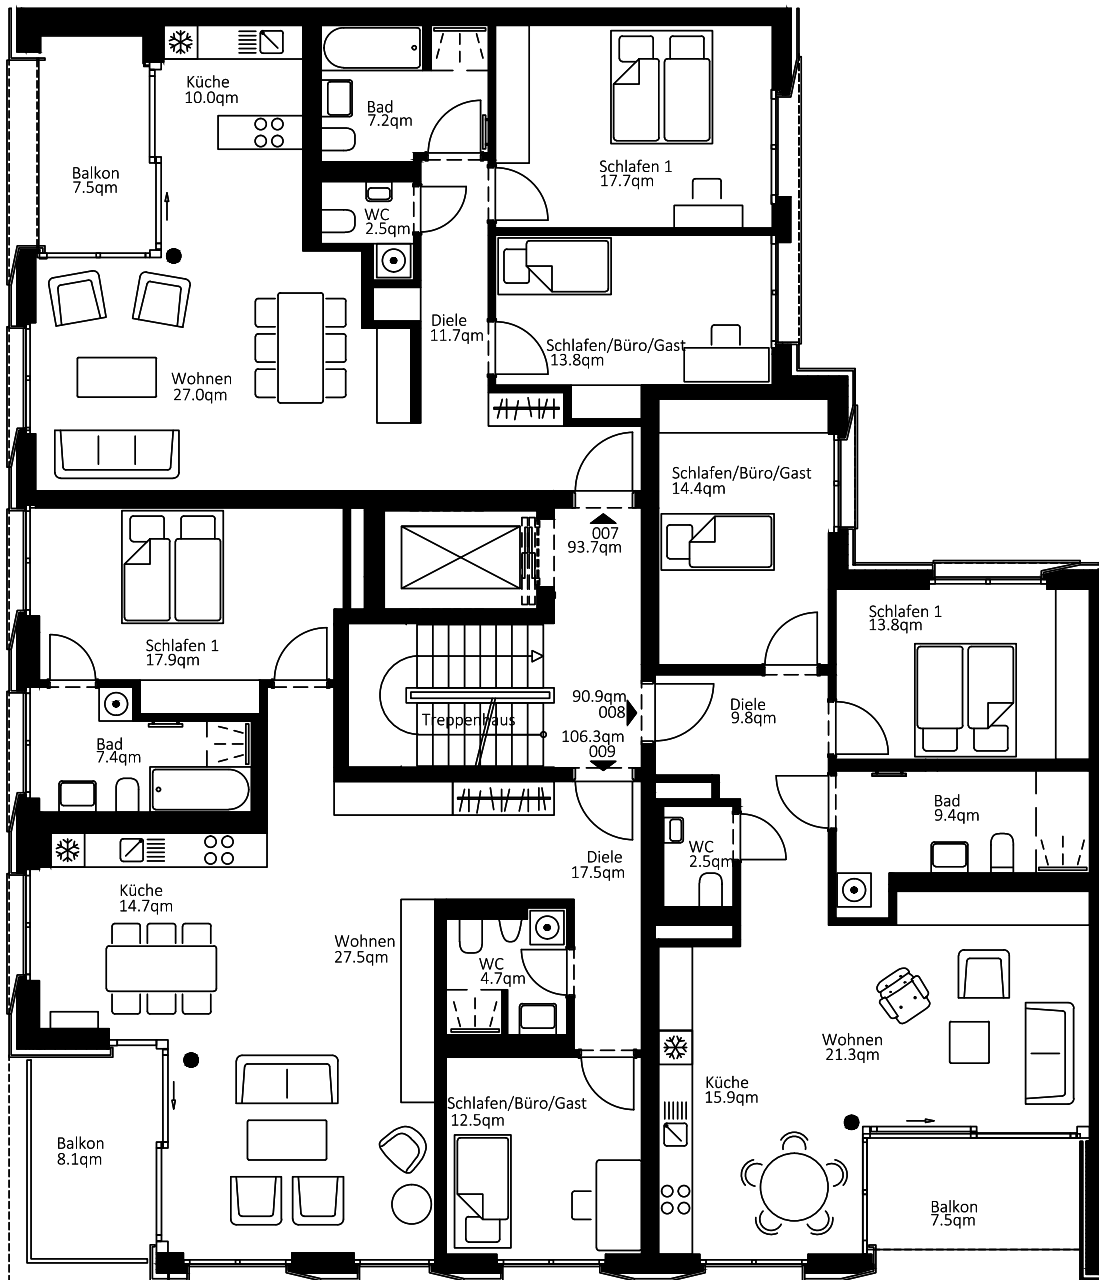 Küche
10.0qm
Bad
7.2qm
Schlafen 1
17.7qm
Balkon
7.5qm
WC
2.5qm
Diele
11.7qm
Schlafen/Büro/Gast
13.8qm
Wohnen
27.0qm
Schlafen/Büro/Gast
14.4qm
007
93.7qm
Schlafen 1
17.9qm
Schlafen 1
13.8qm
90.9qm
008
Treppenhaus
106.3qm
009
Diele
9.8qm
Bad
7.4qm
Bad
9.4qm
WC
2.5qm
Diele
17.5qm
Küche
14.7qm
Wohnen
27.5qm
WC
4.7qm
Wohnen
21.3qm
Küche
15.9qm
Schlafen/Büro/Gast
12.5qm
Balkon
8.1qm
Balkon
7.5qm